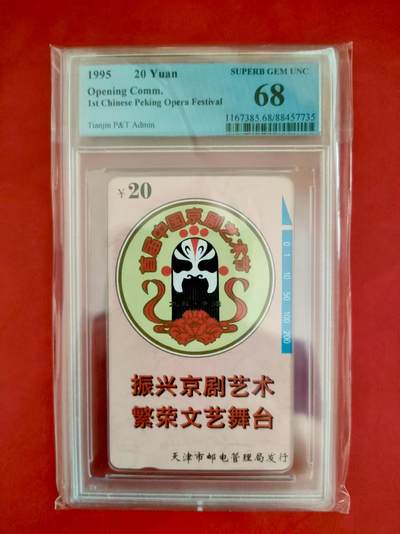 1995 20 Yuan
SUPERB GEM UNC
Opening Comm.
68
1st Chinese Peking Opera Festival
1167385.68/88457735
Tianjin P&T Admin
¥20
首届中国京剧艺术节
0 1 10 50 100 200
振兴京剧艺术
繁荣文艺舞台
天津市邮电管理局发行